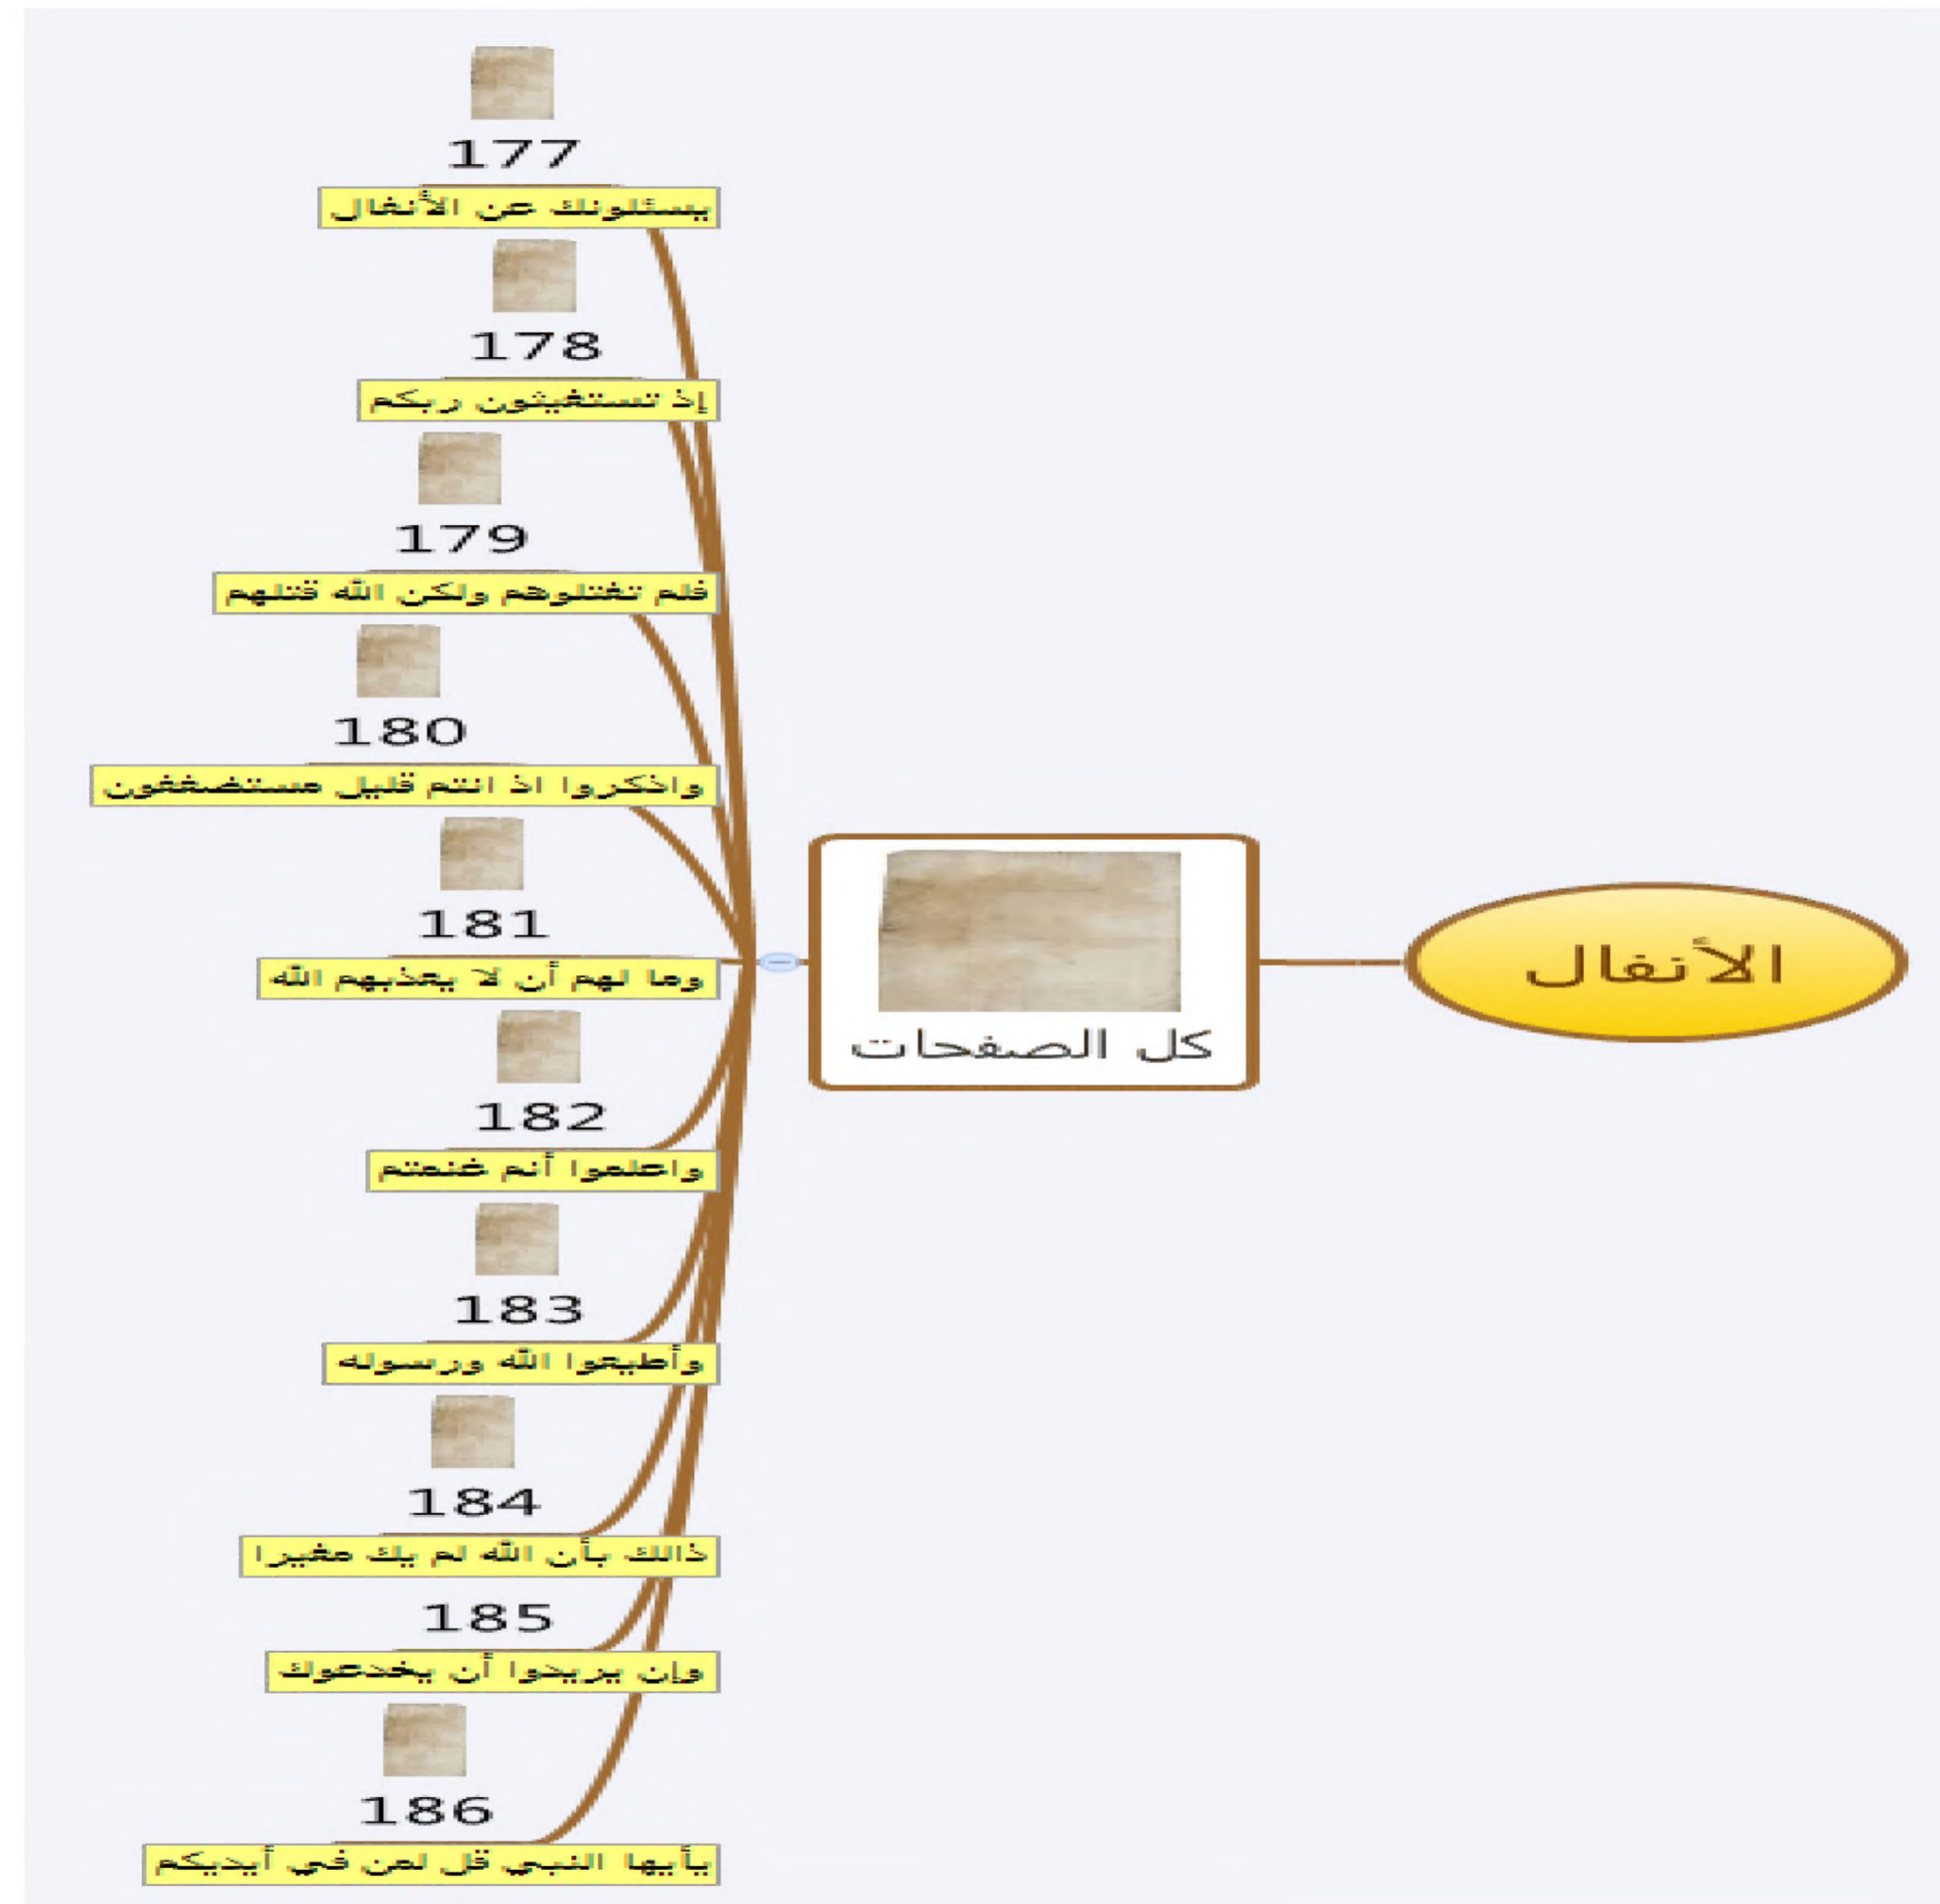 الأنفال
كل الصفحات
177
يسئلونك عن الأنفال
178
إذ تستغيثون ربكم
179
فلم تقتلوهم ولكن الله قتلهم
180
واذكروا اذ انتم قليل مستضعفون
181
وما لهم أن لا يعذبهم الله
182
واعلموا أنم غنمتم
183
وأطيعوا الله ورسوله
184
ذالك بأن الله لم يك مغيرا
185
وإن يريدوا أن يخدعوك
186
يأيها النبي قل لمن في أيديكم